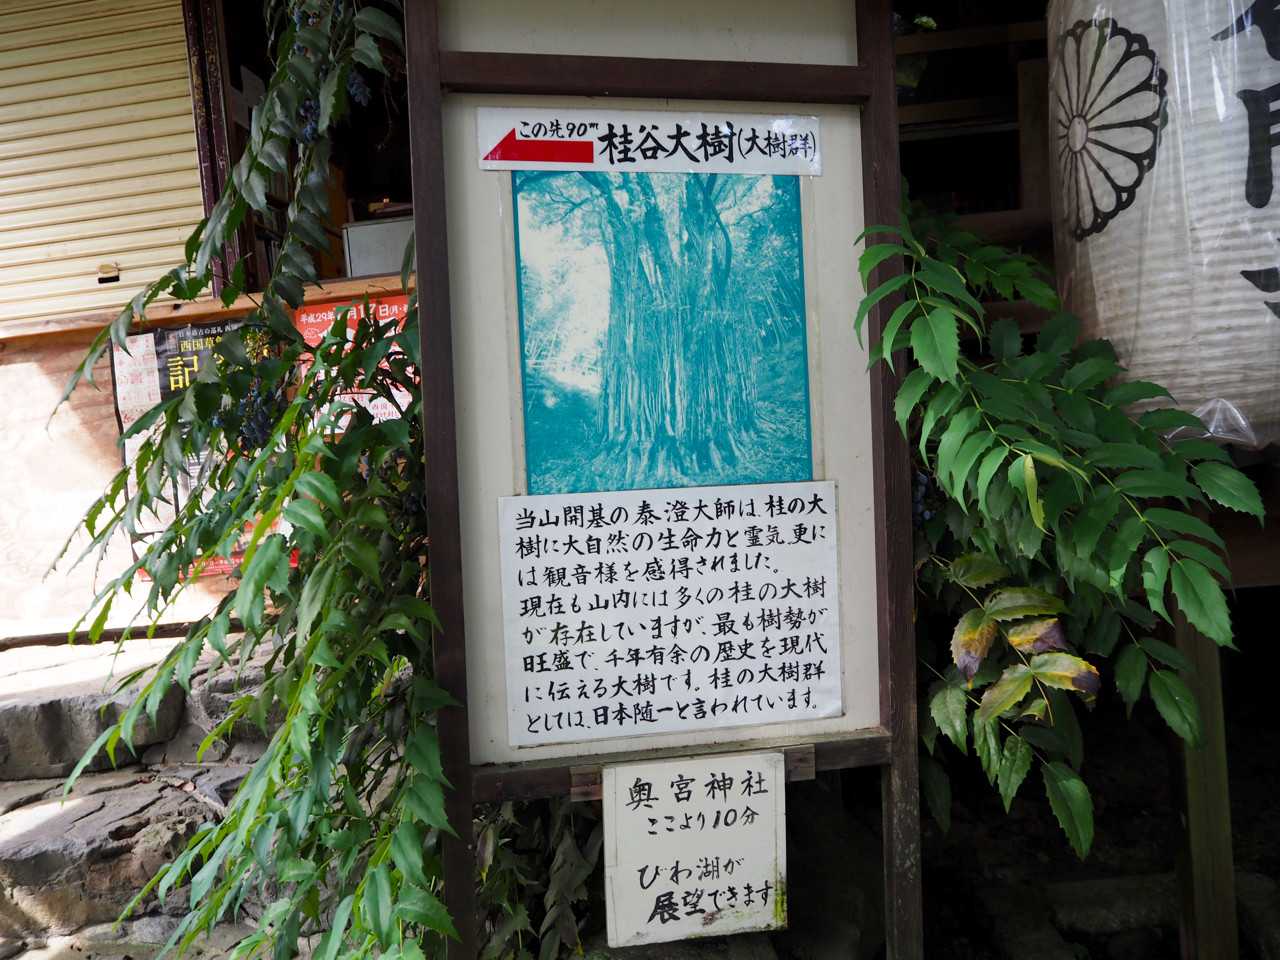 この先90m
桂谷大樹(大樹群)
当山開基の泰澄大師は、桂の大
樹に大自然の生命力と霊気、更に
は観音様を感得されました。
現在も山内には多くの桂の大樹
が存在していますが、最も樹勢が
旺盛で、千年有余の歴史を現代
に伝える大樹です。桂の大樹群
としては、日本随一と言われています。
奥宮神社
ここより10分
びわ湖が
展望できます
平成29年